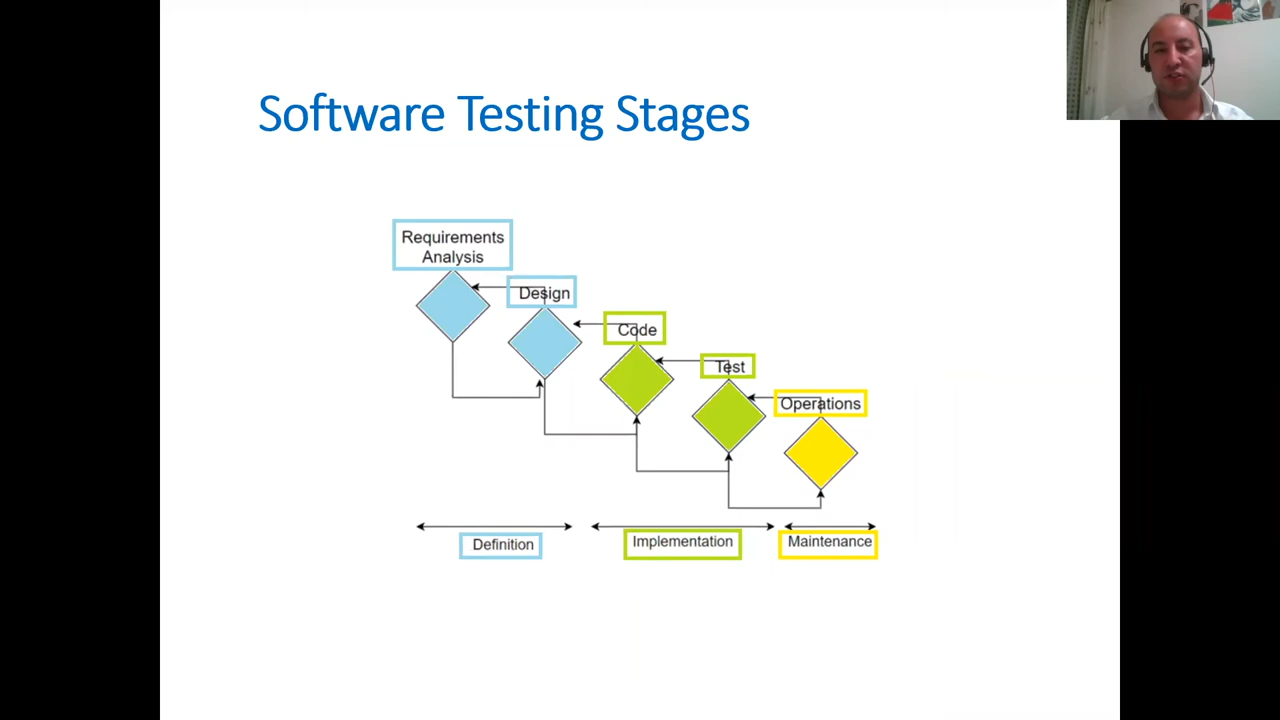 Software Testing Stages
Requirements
Analysis
Design
Code
Test
Operations
Definition
Implementation
Maintenance